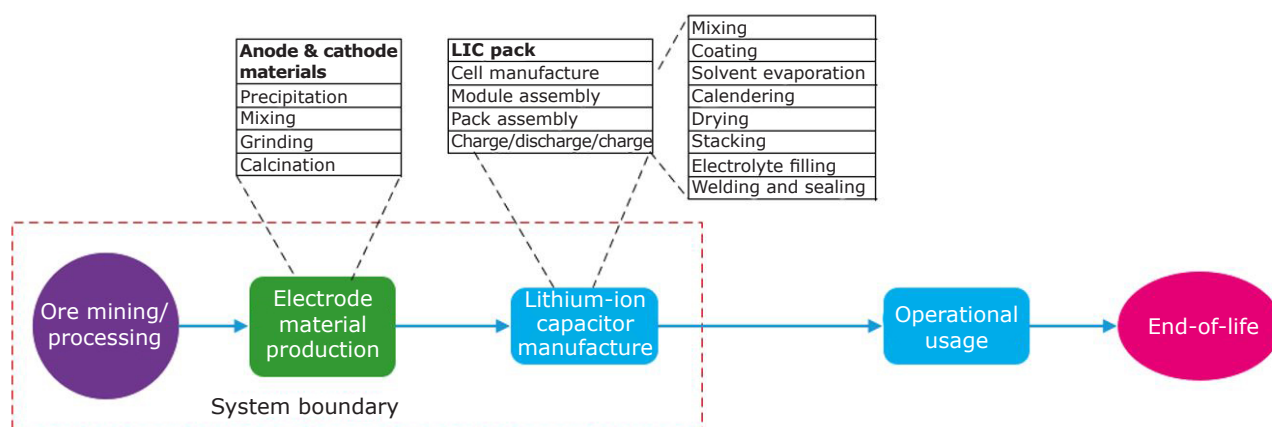 Anode & cathode
materials
Precipitation
Mixing
Grinding
Calcination
LIC pack
Cell manufacture
Module assembly
Pack assembly
Charge/discharge/charge
Mixing
Coating
Solvent evaporation
Calendering
Drying
Stacking
Electrolyte filling
Welding and sealing
Ore mining/
processing
Electrode
material
production
Lithium-ion
capacitor
manufacture
Operational
usage
End-of-life
System boundary